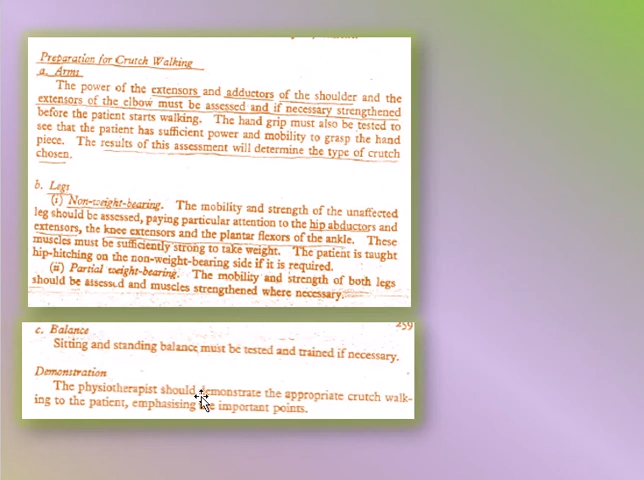 Preparation for Crutch Walking
a. Arms
The power of the extensors and adductors of the shoulder and the
extensors of the elbow must be assessed and if necessary strengthened
before the patient starts walking. The hand grip must also be tested to
see that the patient has sufficient power and mobility to grasp the hand
piece. The results of this assessment will determine the type of crutch
chosen.
b. Legs
(i) Non-weight-bearing. The mobility and strength of the unaffected
leg should be assessed, paying particular attention to the hip abductors and
extensors, the knee extensors and the plantar flexors of the ankle. These
muscles must be sufficiently strong to take weight. The patient is taught
hip-hitching on the non-weight-bearing side if it is required.
(ii) Partial weight-bearing. The mobility and strength of both legs
should be assessed and muscles strengthened where necessary.
259
c. Balance
Sitting and standing balance must be tested and trained if necessary.
Demonstration
The physiotherapist should demonstrate the appropriate crutch walk-
ing to the patient, emphasising the important points.